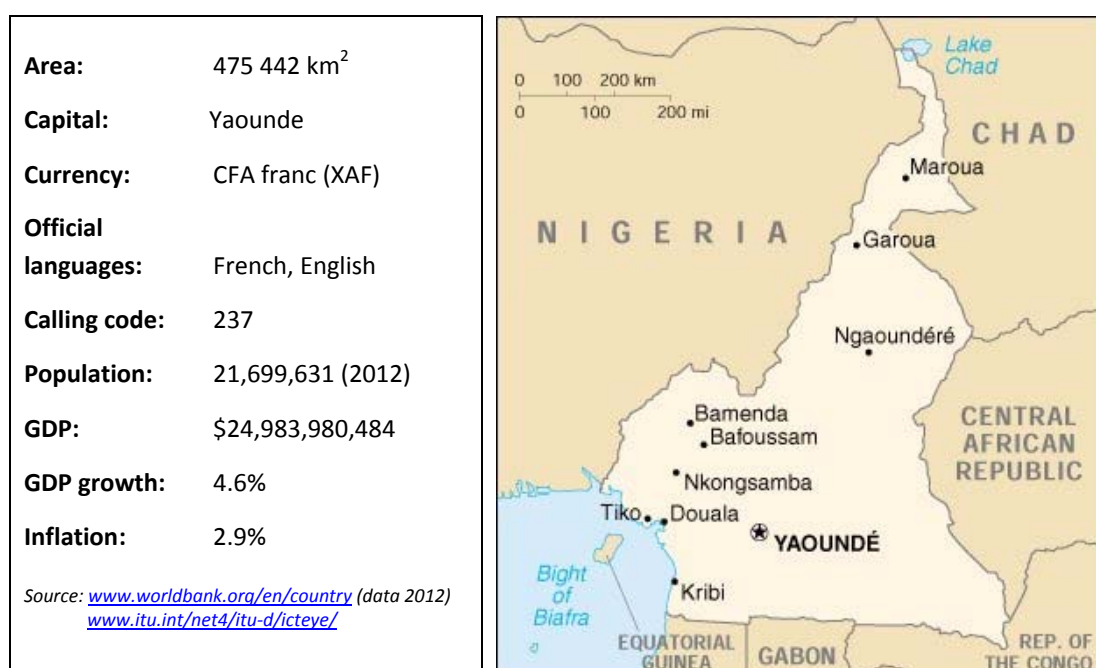 Area: 475 442 km²
Capital: Yaounde
Currency: CFA franc (XAF)
Official
languages: French, English
Calling code: 237
Population: 21,699,631 (2012)
GDP: $24,983,980,484
GDP growth: 4.6%
Inflation: 2.9%
Source: www.worldbank.org/en/country (data 2012)
www.itu.int/net4/itu-d/icteye/
0 100 200 km
0 100 200 mi
Lake
Chad
CHAD
Maroua
NIGERIA
Garoua
Ngaoundéré
Bamenda
Bafoussam
CENTRAL
AFRICAN
REPUBLIC
Nkongsamba
Tiko
Douala
YAOUNDÉ
Bight
of
Biafra
Kribi
EQUATORIAL
GUINEA
GABON
REP. OF
THE CONGO